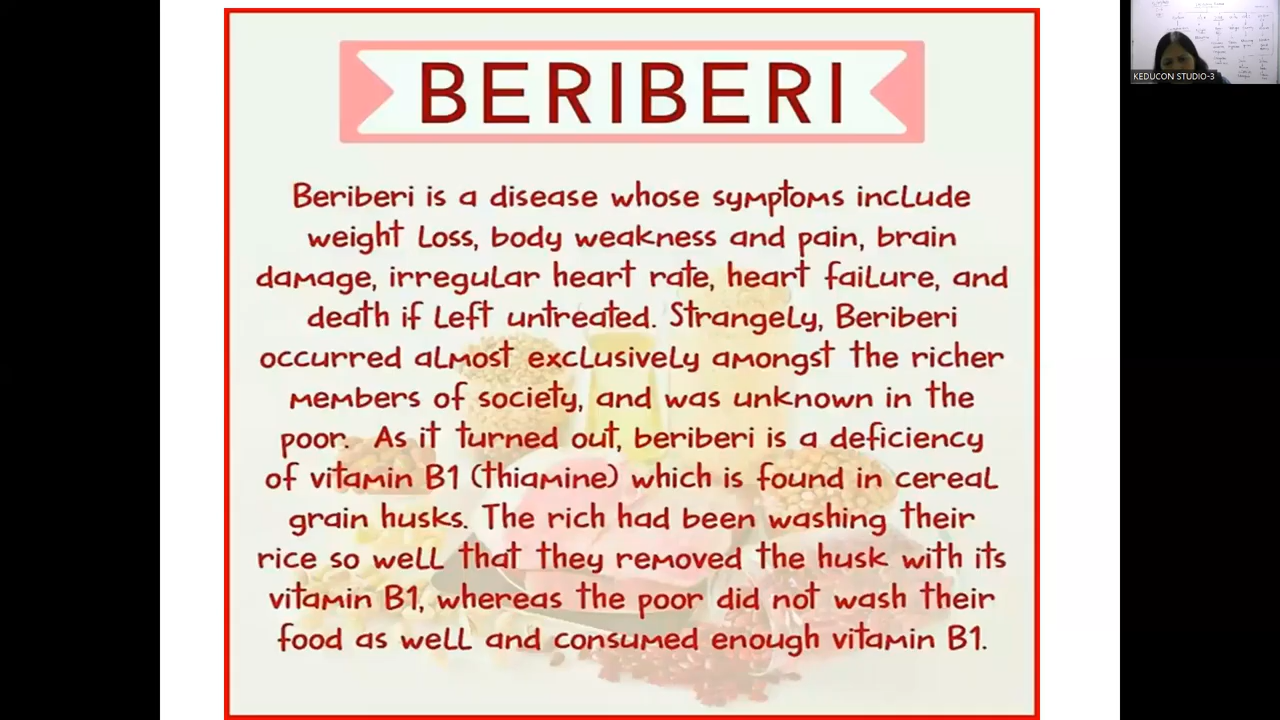 BERIBERI
Beriberi is a disease whose symptoms include
weight loss, body weakness and pain, brain
damage, irregular heart rate, heart failure, and
death if left untreated. Strangely, Beriberi
occurred almost exclusively amongst the richer
members of society, and was unknown in the
poor. As it turned out, beriberi is a deficiency
of vitamin B1 (thiamine) which is found in cereal
grain husks. The rich had been washing their
rice so well that they removed the husk with its
vitamin B1, whereas the poor did not wash their
food as well and consumed enough vitamin B1.
KEDUCON STUDIO-3